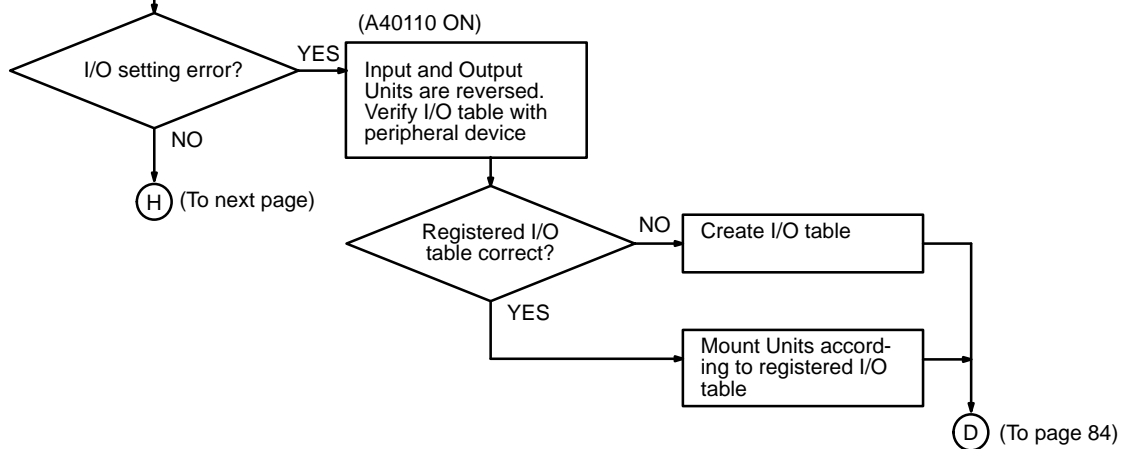 (A40110 ON)
I/O setting error?
YES
Input and Output
Units are reversed.
Verify I/O table with
peripheral device
NO
H
(To next page)
Registered I/O
table correct?
NO
Create I/O table
YES
Mount Units accord-
ing to registered I/O
table
D
(To page 84)